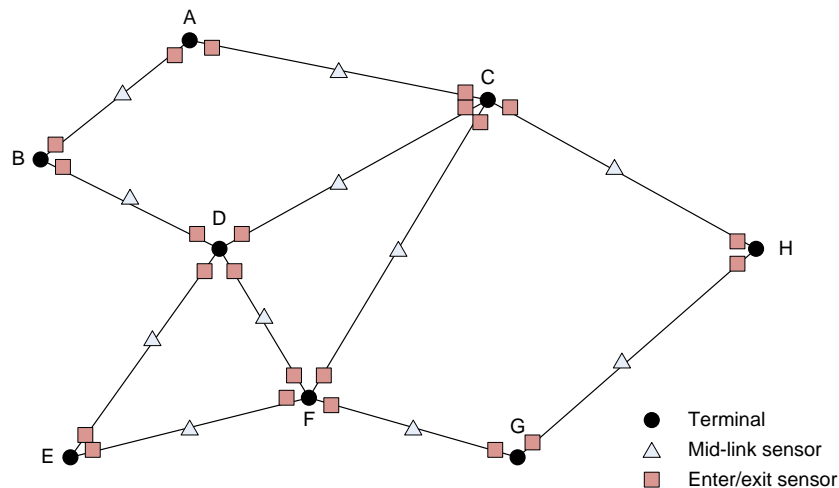 A
C
B
D
H
F
G
E
Terminal
Mid-link sensor
Enter/exit sensor